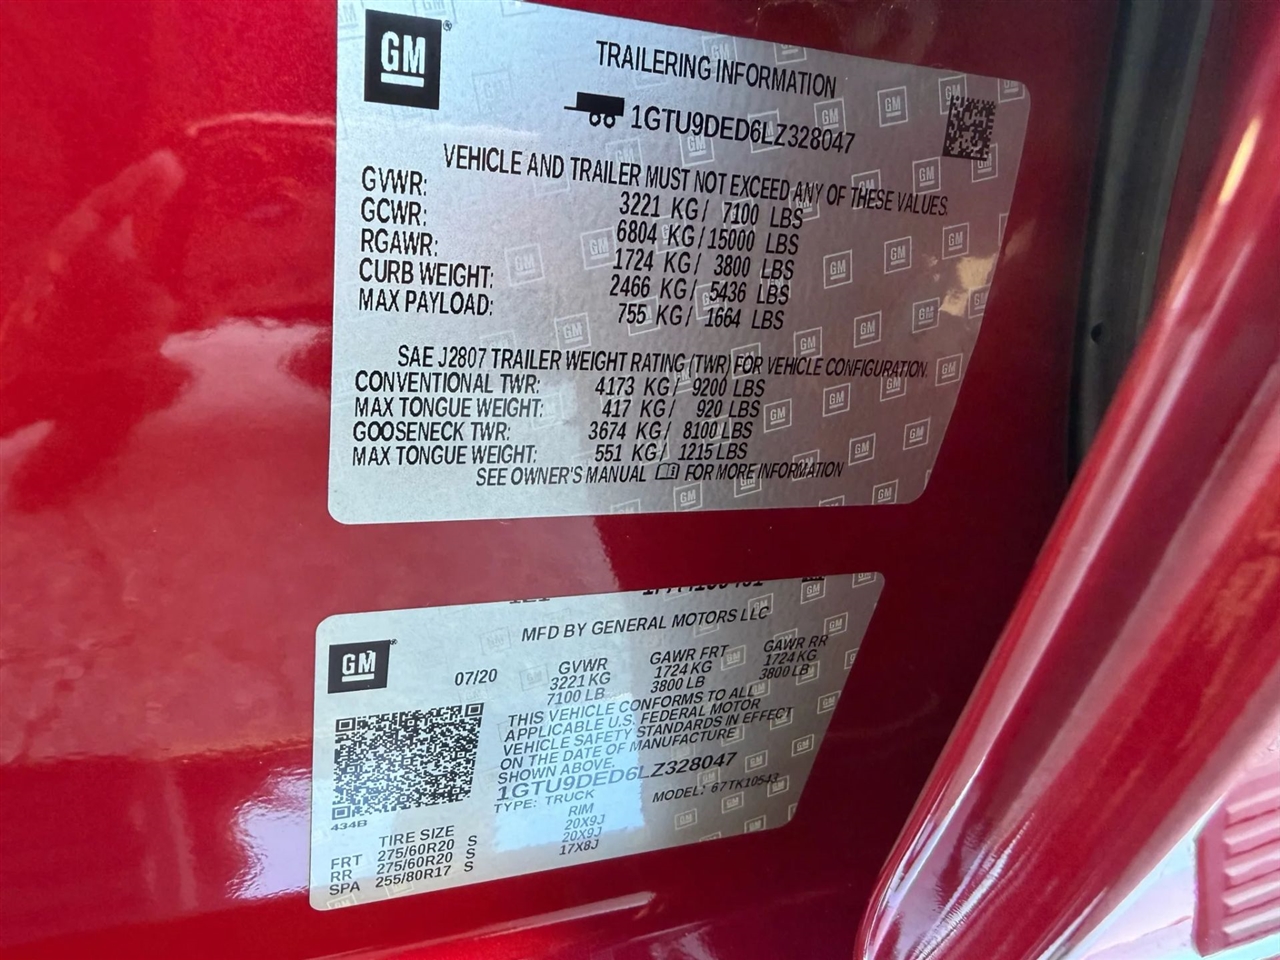 GM
TRAILERING INFORMATION
1GTU9DED6LZ328047
VEHICLE AND TRAILER MUST NOT EXCEED ANY OF THESE VALUES.
GVWR: 3221 KG/ 7100 LBS
GCWR: 6804 KG/15000 LBS
RGAWR: 1724 KG/ 3800 LBS
CURB WEIGHT: 2466 KG/ 5436 LBS
MAX PAYLOAD: 755 KG/ 1664 LBS
SAE J2807 TRAILER WEIGHT RATING (TWR) FOR VEHICLE CONFIGURATION.
CONVENTIONAL TWR: 4173 KG/ 9200 LBS
MAX TONGUE WEIGHT: 417 KG/ 920 LBS
GOOSENECK TWR: 3674 KG/ 8100 LBS
MAX TONGUE WEIGHT: 551 KG/ 1215 LBS
SEE OWNER'S MANUAL FOR MORE INFORMATION
GM
MFD BY GENERAL MOTORS LLC
07/20 GVWR GAWR FRT GAWR RR
3221 KG 1724 KG 1724 KG
7100 LB 3800 LB 3800 LB
THIS VEHICLE CONFORMS TO ALL
APPLICABLE U.S. FEDERAL MOTOR
VEHICLE SAFETY STANDARDS IN EFFECT
ON THE DATE OF MANUFACTURE
SHOWN ABOVE.
1GTU9DED6LZ328047
TYPE: TRUCK MODEL: 67TK10543
434B
TIRE SIZE RIM
FRT 275/60R20 S 20X9J
RR 275/60R20 S 20X9J
SPA 255/80R17 S 17X8J